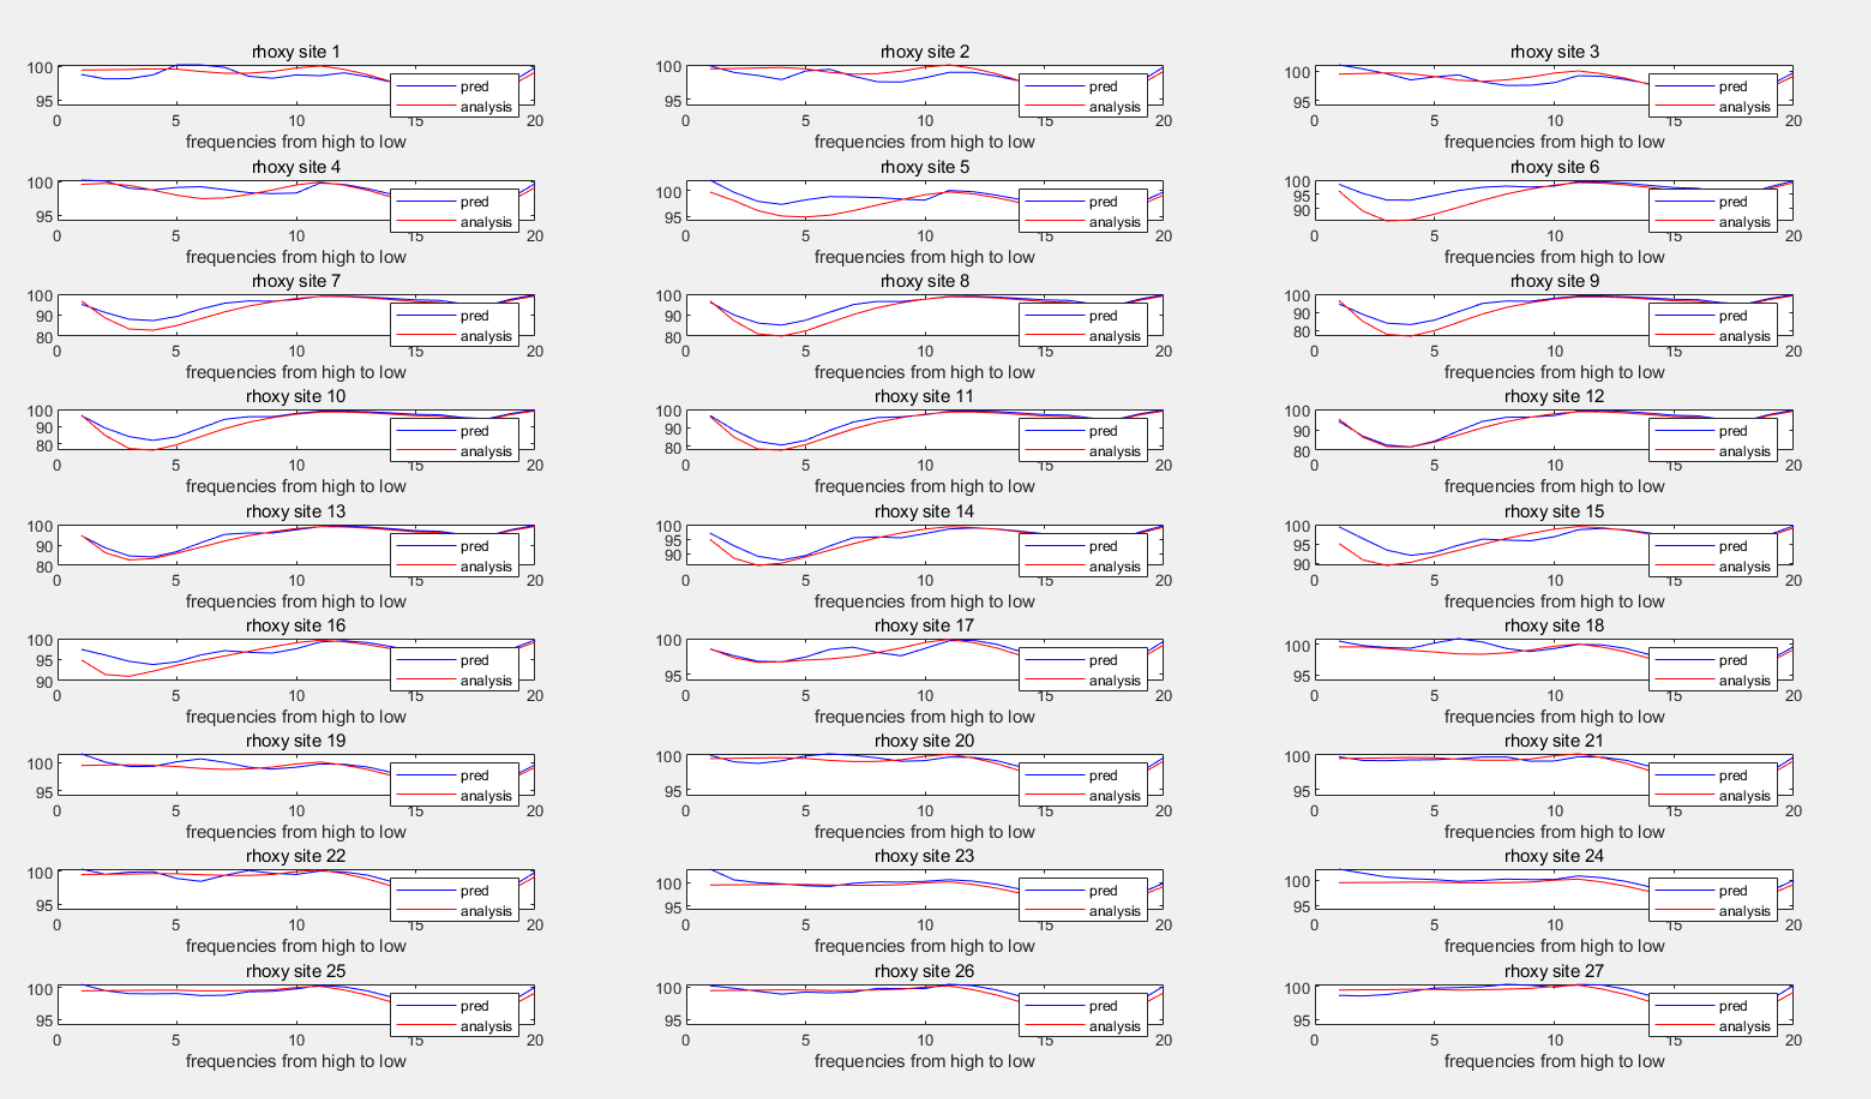 rhoxy site 1 rhoxy site 2 rhoxy site 3
100 100 100
pred pred pred
95 analysis 95 analysis 95 analysis
0 5 10 15 20 0 5 10 15 20 0 5 10 15 20
frequencies from high to low frequencies from high to low frequencies from high to low
rhoxy site 4 rhoxy site 5 rhoxy site 6
100 100 100
pred pred 95 pred
95 analysis 95 analysis 90 analysis
0 5 10 15 20 0 5 10 15 20 0 5 10 15 20
frequencies from high to low frequencies from high to low frequencies from high to low
rhoxy site 7 rhoxy site 8 rhoxy site 9
100 100 100
90 pred 90 pred 90 pred
80 analysis 80 analysis 80 analysis
0 5 10 15 20 0 5 10 15 20 0 5 10 15 20
frequencies from high to low frequencies from high to low frequencies from high to low
rhoxy site 10 rhoxy site 11 rhoxy site 12
100 100 100
90 pred 90 pred 90 pred
80 analysis 80 analysis 80 analysis
0 5 10 15 20 0 5 10 15 20 0 5 10 15 20
frequencies from high to low frequencies from high to low frequencies from high to low
rhoxy site 13 rhoxy site 14 rhoxy site 15
100 100 100
90 pred 95 pred 95 pred
80 analysis 90 analysis 90 analysis
0 5 10 15 20 0 5 10 15 20 0 5 10 15 20
frequencies from high to low frequencies from high to low frequencies from high to low
rhoxy site 16 rhoxy site 17 rhoxy site 18
100 100 100
95 pred pred pred
90 analysis 95 analysis 95 analysis
0 5 10 15 20 0 5 10 15 20 0 5 10 15 20
frequencies from high to low frequencies from high to low frequencies from high to low
rhoxy site 19 rhoxy site 20 rhoxy site 21
100 100 100
pred pred pred
95 analysis 95 analysis 95 analysis
0 5 10 15 20 0 5 10 15 20 0 5 10 15 20
frequencies from high to low frequencies from high to low frequencies from high to low
rhoxy site 22 rhoxy site 23 rhoxy site 24
100 100 100
pred pred pred
95 analysis 95 analysis 95 analysis
0 5 10 15 20 0 5 10 15 20 0 5 10 15 20
frequencies from high to low frequencies from high to low frequencies from high to low
rhoxy site 25 rhoxy site 26 rhoxy site 27
100 100 100
pred pred pred
95 analysis 95 analysis 95 analysis
0 5 10 15 20 0 5 10 15 20 0 5 10 15 20
frequencies from high to low frequencies from high to low frequencies from high to low